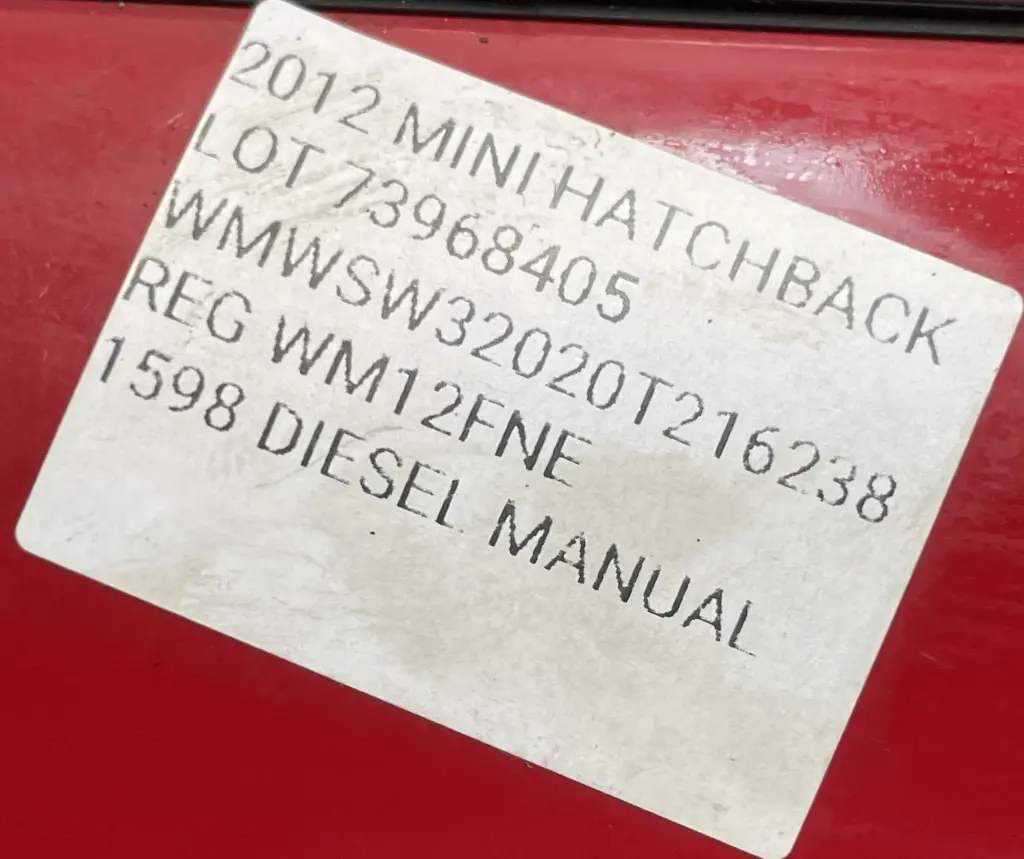 2012 MINI HATCHBACK
LOT 73968405
WMWSW32020T216238
REG WM12FNE
1598 DIESEL MANUAL